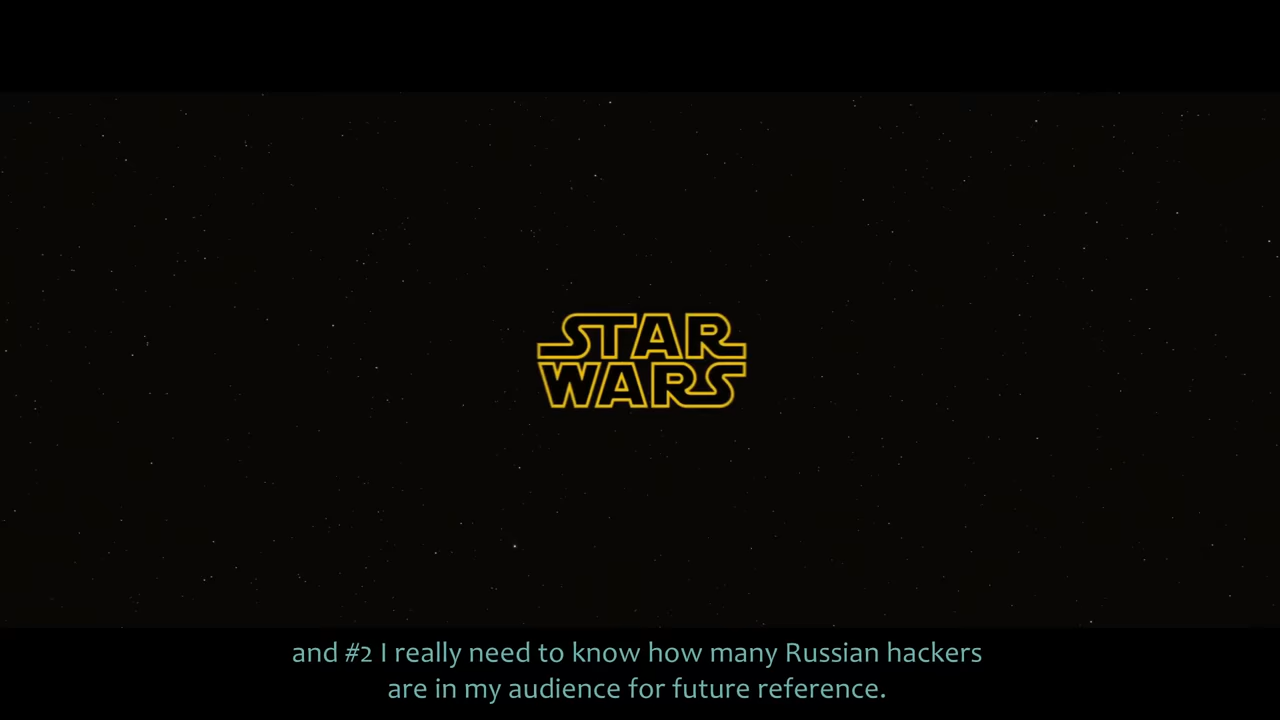 STAR
WARS
and #2 I really need to know how many Russian hackers
are in my audience for future reference.